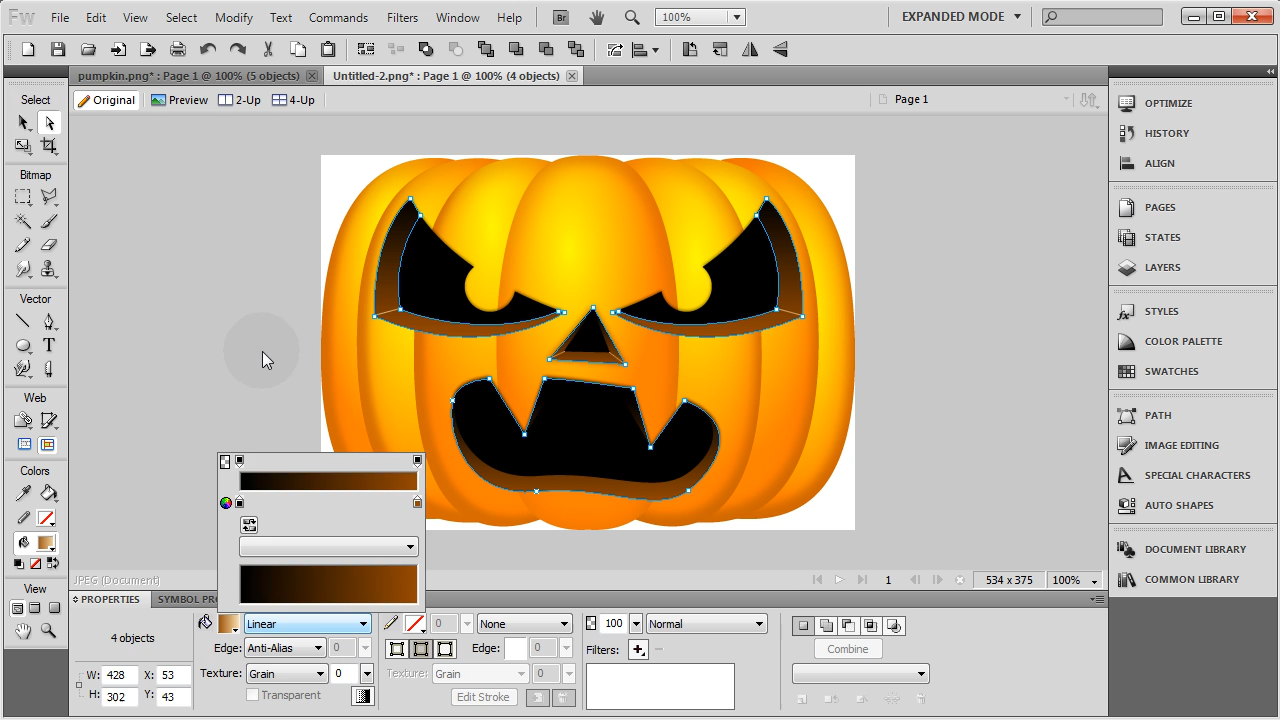 Fw File Edit View Select Modify Text Commands Filters Window Help Br 100% EXPANDED MODE
pumpkin.png* : Page 1 @ 100% (5 objects) Untitled-2.png* : Page 1 @ 100% (4 objects)
Original Preview 2-Up 4-Up Page 1
Select
Bitmap
Vector
T
Web
Colors
View
OPTIMIZE
HISTORY
ALIGN
PAGES
STATES
LAYERS
STYLES
COLOR PALETTE
SWATCHES
PATH
IMAGE EDITING
SPECIAL CHARACTERS
AUTO SHAPES
DOCUMENT LIBRARY
COMMON LIBRARY
JPEG (Document) 1 534 x 375 100%
PROPERTIES SYMBOL PR
4 objects
W: 428 X: 53
H: 302 Y: 43
Linear 0 None 100 Normal
Edge: Anti-Alias 0 Edge: 0 Filters:
Texture: Grain 0 Texture: Grain 0
Transparent Edit Stroke
Combine